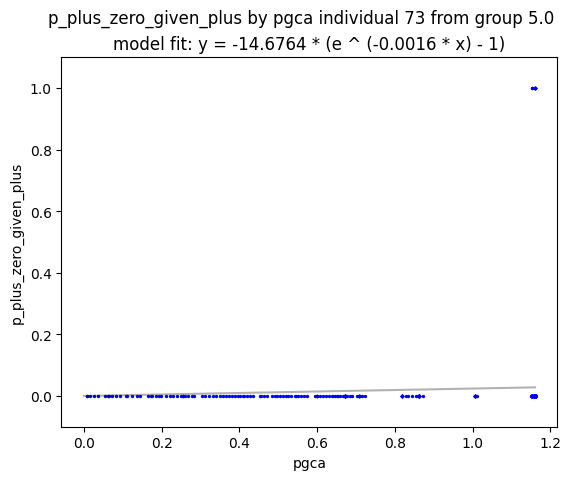 p_plus_zero_given_plus by pgca individual 73 from group 5.0
model fit: y = -14.6764 * (e ^ (-0.0016 * x) - 1)
1.0
0.8
0.6
0.4
0.2
0.0
p_plus_zero_given_plus
0.0 0.2 0.4 0.6 0.8 1.0 1.2
pgca